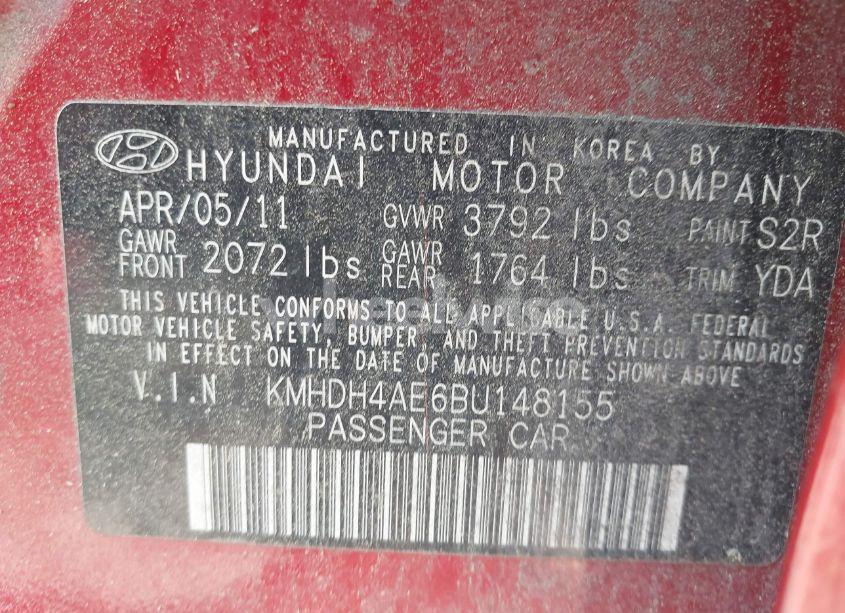 MANUFACTURED IN KOREA BY
HYUNDAI MOTOR COMPANY
APR/05/11 GVWR 3792 lbs PAINT S2R
GAWR FRONT 2072 lbs GAWR REAR 1764 lbs TRIM YDA
THIS VEHICLE CONFORMS TO ALL APPLICABLE U.S.A. FEDERAL
MOTOR VEHICLE SAFETY, BUMPER, AND THEFT PREVENTION STANDARDS
IN EFFECT ON THE DATE OF MANUFACTURE SHOWN ABOVE.
V.I.N KMHDH4AE6BU148155
PASSENGER CAR